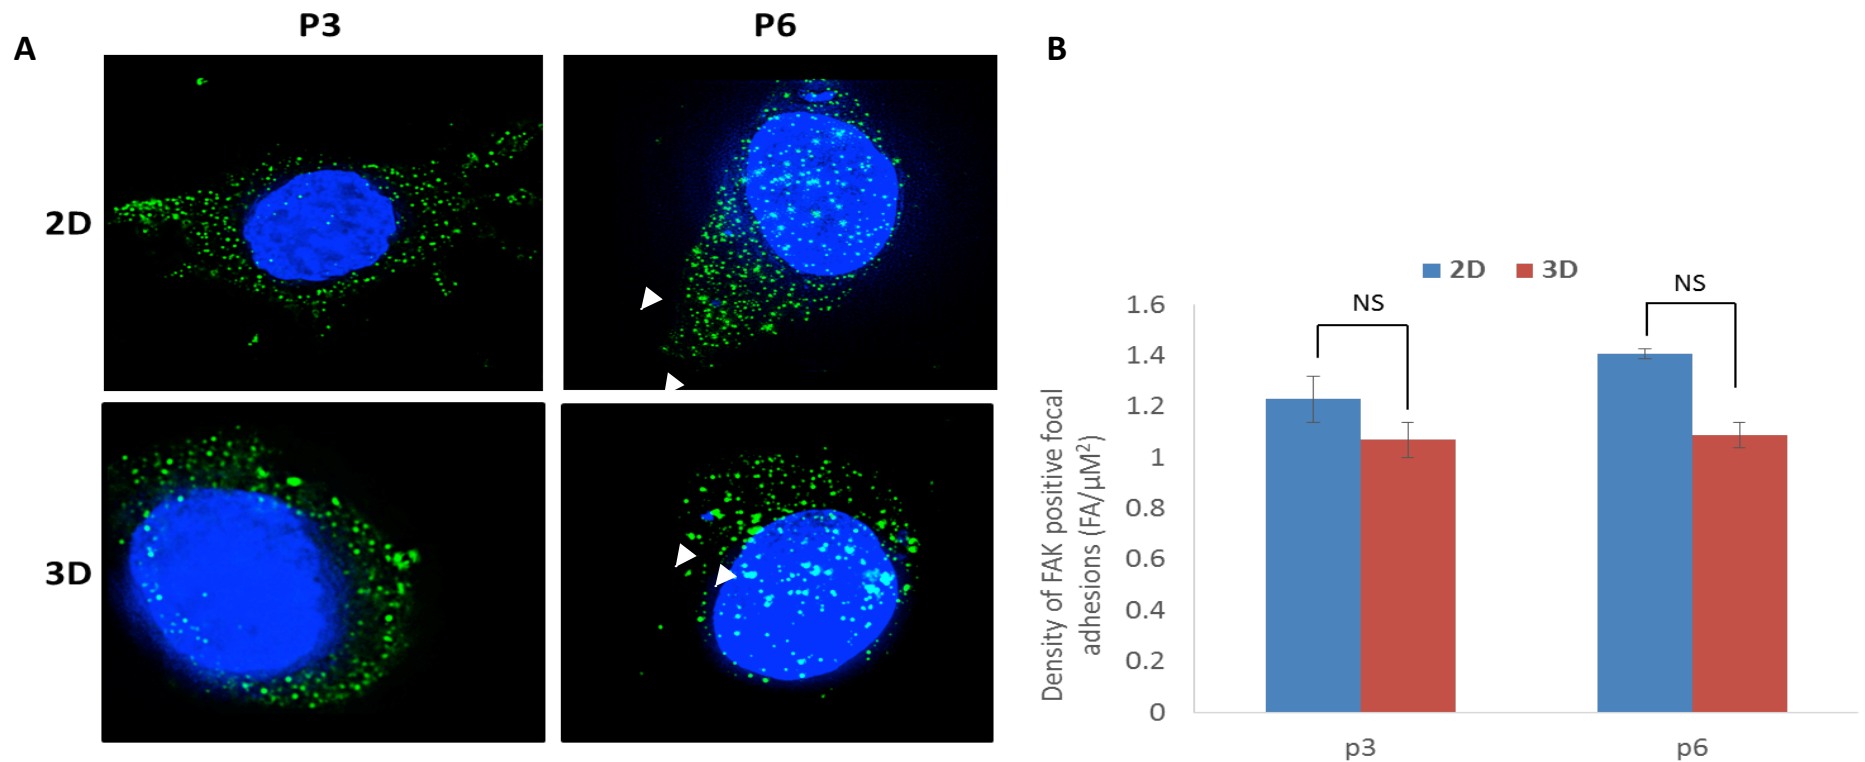 P3
P6
A
B
2D
3D
2D 3D
NS
NS
Density of FAK positive focal
adhesions (FA/µM²)
1.6
1.4
1.2
1
0.8
0.6
0.4
0.2
0
p3
p6